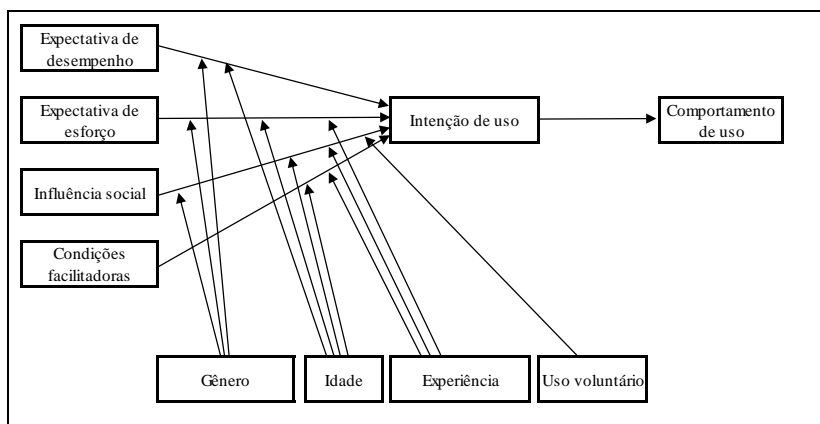 Expectativa de
desempenho
Expectativa de
esforço
Intenção de uso
Comportamento
de uso
Influência social
Condições
facilitadoras
Gênero
Idade
Experiência
Uso voluntário